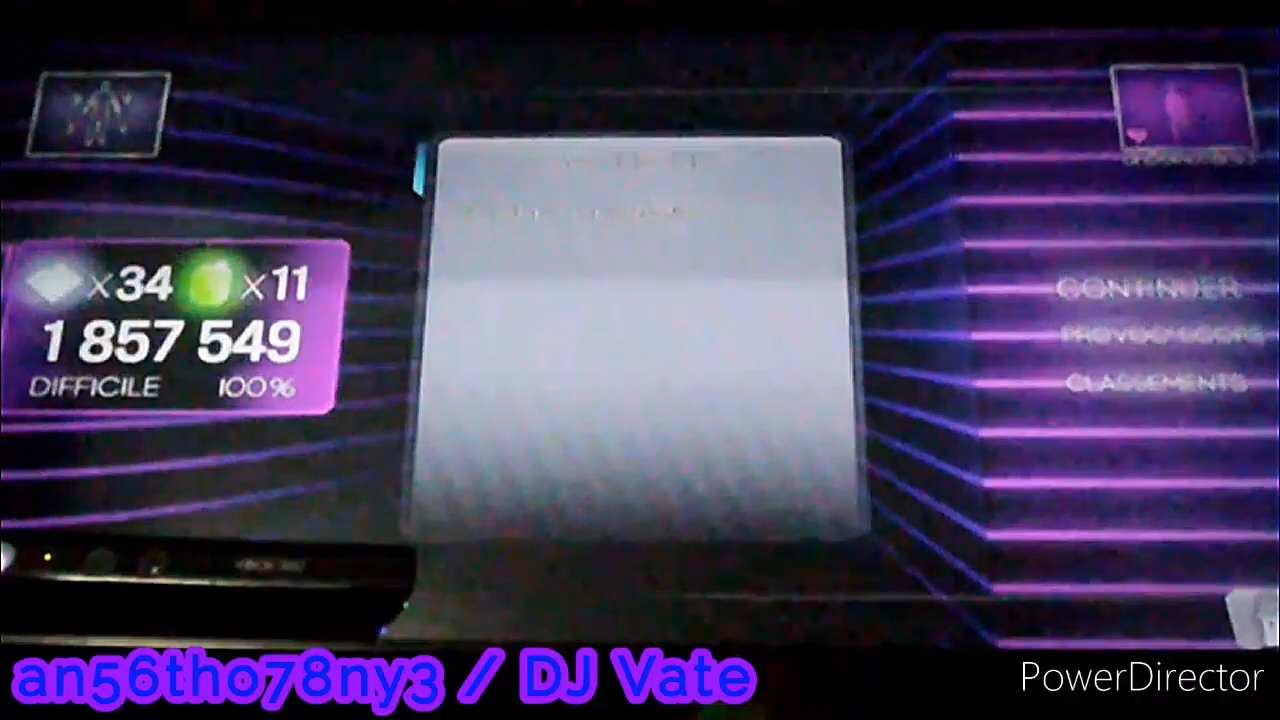 x34 x11
1 857 549
DIFFICILE 100%
CONTINUER
CLASSEMENTS
an56tho78ny3 / DJ Vate
PowerDirector